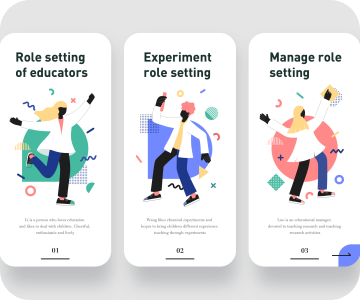 Role setting
of educators
Li is a person who loves education
and likes to deal with children. Cheerful,
enthusiastic and lively
01
Experiment
role setting
Peing likes chemical experiments and
hopes to bring children different experience
teaching through experiments
02
Manage role
setting
Luo is an educational manager,
devoted to teaching research and teaching
research activities
03